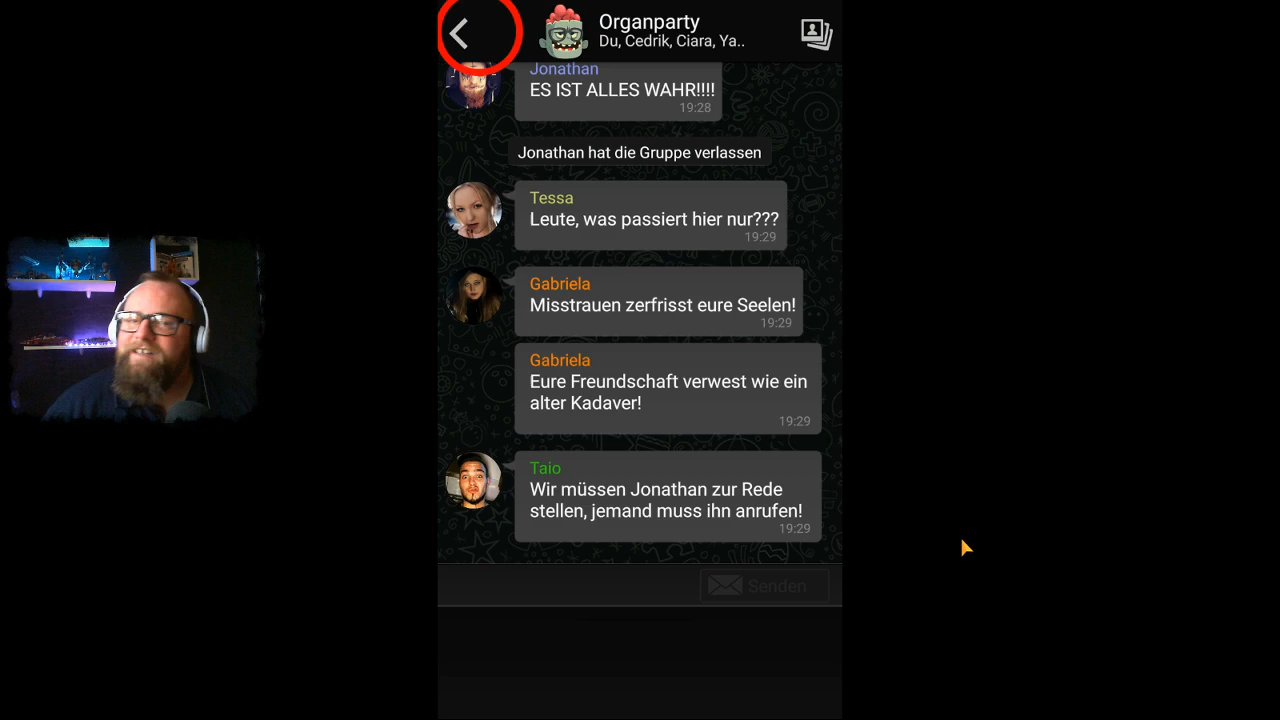 Organparty
Du, Cedrik, Ciara, Ya..
Jonathan
ES IST ALLES WAHR!!!!
19:28
Jonathan hat die Gruppe verlassen
Tessa
Leute, was passiert hier nur???
19:29
Gabriela
Misstrauen zerfrisst eure Seelen!
19:29
Gabriela
Eure Freundschaft verwest wie ein
alter Kadaver!
19:29
Taio
Wir müssen Jonathan zur Rede
stellen, jemand muss ihn anrufen!
19:29
Senden